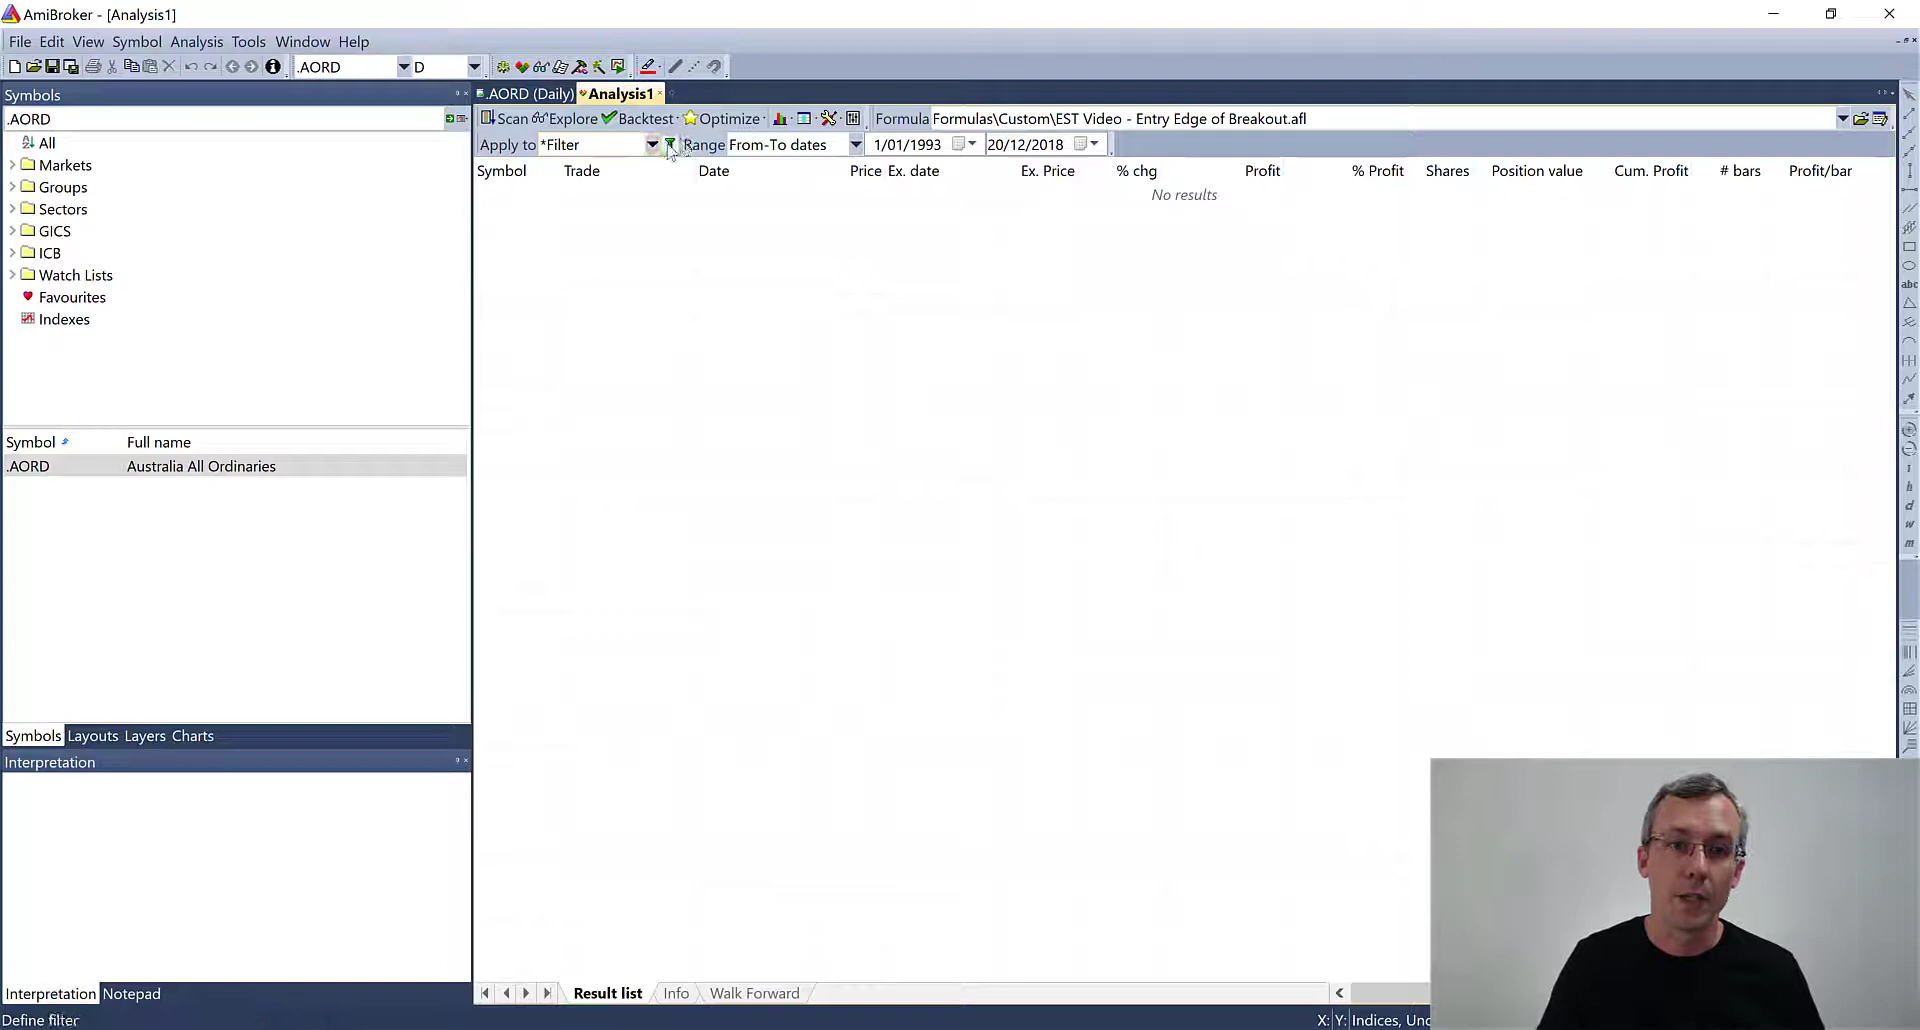 AmiBroker - [Analysis1]
File Edit View Symbol Analysis Tools Window Help
.AORD D
Symbols
.AORD (Daily) Analysis1
.AORD
Scan Explore Backtest Optimize Formula Formulas\Custom\EST Video - Entry Edge of Breakout.afl
Apply to *Filter Range From-To dates 1/01/1993 20/12/2018
Symbol Trade Date Price Ex. date Ex. Price % chg Profit % Profit Shares Position value Cum. Profit # bars Profit/bar
No results
All
Markets
Groups
Sectors
GICS
ICB
Watch Lists
Favourites
Indexes
Symbol Full name
.AORD Australia All Ordinaries
Symbols Layouts Layers Charts
Interpretation
abc
h
d
w
m
Interpretation Notepad
Result list Info Walk Forward
Define filter
X: Y: Indices, Unc